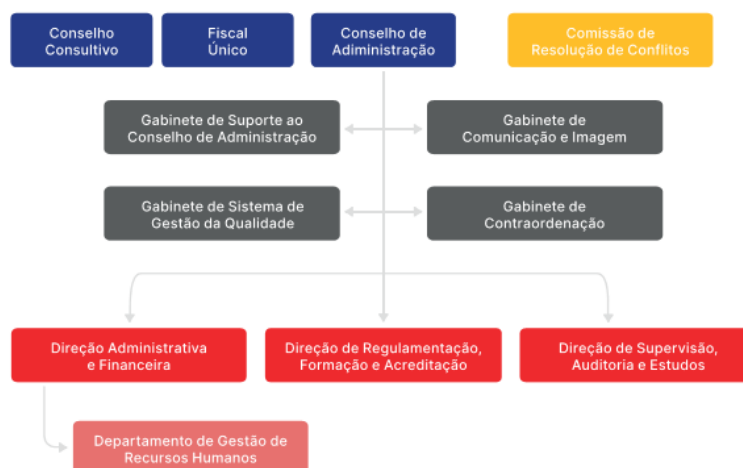 Conselho
Consultivo
Fiscal
Único
Conselho de
Adiministração
Comissão de
Resolução de Conflitos
Gabinete de Suporte ao
Conselho de Administração
Gabinete de
Comunicação e Imagem
Gabinete de Sistema de
Gestão da Qualidade
Gabinete de
Contraordenação
Direção Administrativa
e Financeira
Direção de Regulamentação,
Formação e Acreditação
Direção de Supervisão,
Auditoria e Estudos
Departamento de Gestão de
Recursos Humanos